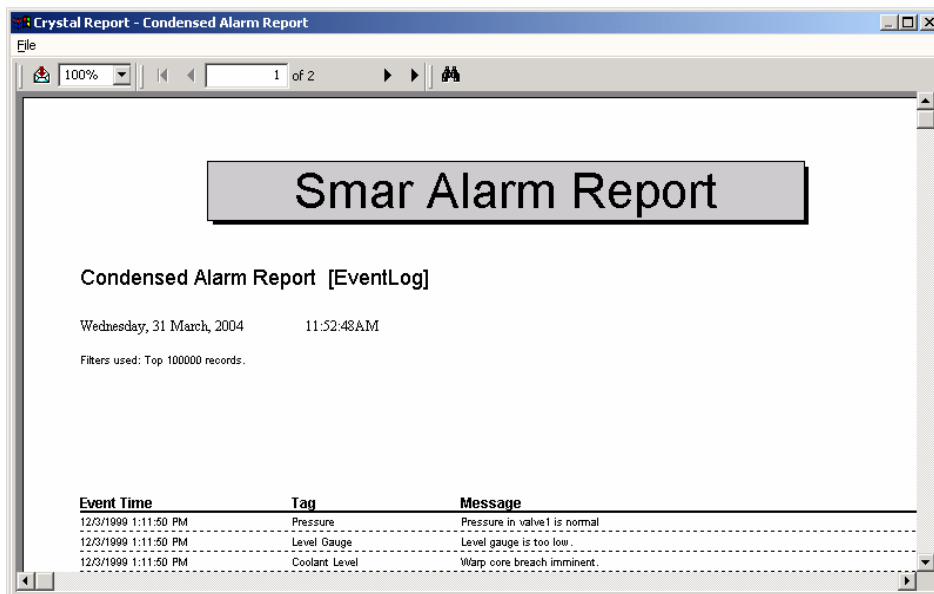 Crystal Report - Condensed Alarm Report
File
100% 1 of 2
Smar Alarm Report
Condensed Alarm Report [EventLog]
Wednesday, 31 March, 2004 11:52:48AM
Filters used: Top 100000 records.
Event Time Tag Message
12/3/1999 1:11:50 PM Pressure Pressure in valve1 is normal
12/3/1999 1:11:50 PM Level Gauge Level gauge is too low.
12/3/1999 1:11:50 PM Coolant Level Warp core breach imminent.